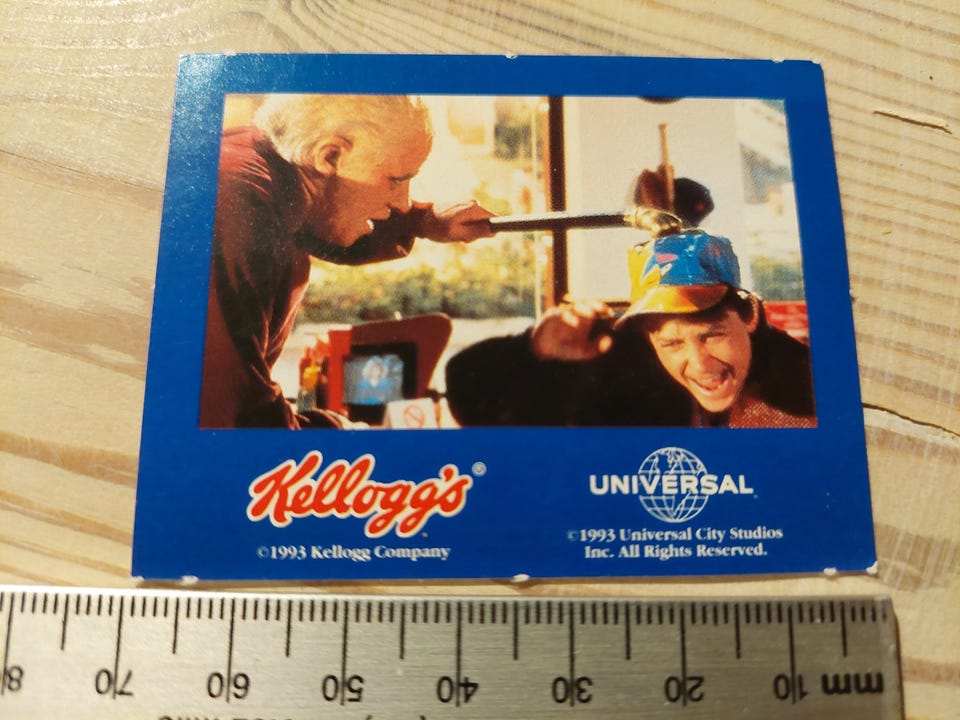 Kellogg's®
©1993 Kellogg Company
UNIVERSAL™
©1993 Universal City Studios
Inc. All Rights Reserved.
80 70 60 50 40 30 20 10 mm